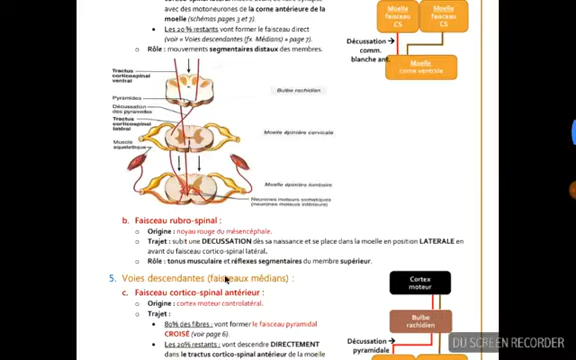 avec des motoneurones de la corne antérieure de
la moelle (schémas pages 3 et 7).
• Les 20 % restants vont former le faisceau direct
(voir « Voies descendantes (fx. Médians) » page 7).
o Rôle : mouvements segmentaires distaux des membres.
Moelle
faisceau
CS
Moelle
faisceau
CS
Décussation
comm.
blanche ant.
Moelle
corne ventrale
Tractus
corticospinal
ventral
Pyramides
Décussation
des pyramides
Tractus
corticospinal
latéral
Muscle
squelettique
Bulbe rachidien
Moelle épinière cervicale
Moelle épinière lombaire
Neurones moteurs somatiques
(neurones moteurs inférieurs)
b. Faisceau rubro-spinal :
o Origine : noyau rouge du mésencéphale.
o Trajet : subit une DECUSSATION dès sa naissance et se place dans la moelle en position LATERALE en
avant du faisceau cortico-spinal latéral.
o Rôle : tonus musculaire et réflexes segmentaires du membre supérieur.
5. Voies descendantes (faisceaux médians) :
c. Faisceau cortico-spinal antérieur :
o Origine : cortex moteur controlatéral.
o Trajet :
• 80% des fibres : vont former le faisceau pyramidal
CROISÉ (voir page 6).
• Les 20% restants : vont descendre DIRECTEMENT
dans le tractus cortico-spinal antérieur de la moelle
Cortex
moteur
Bulbe
rachidien
Décussation
pyramidale
DU SCREEN RECORDER